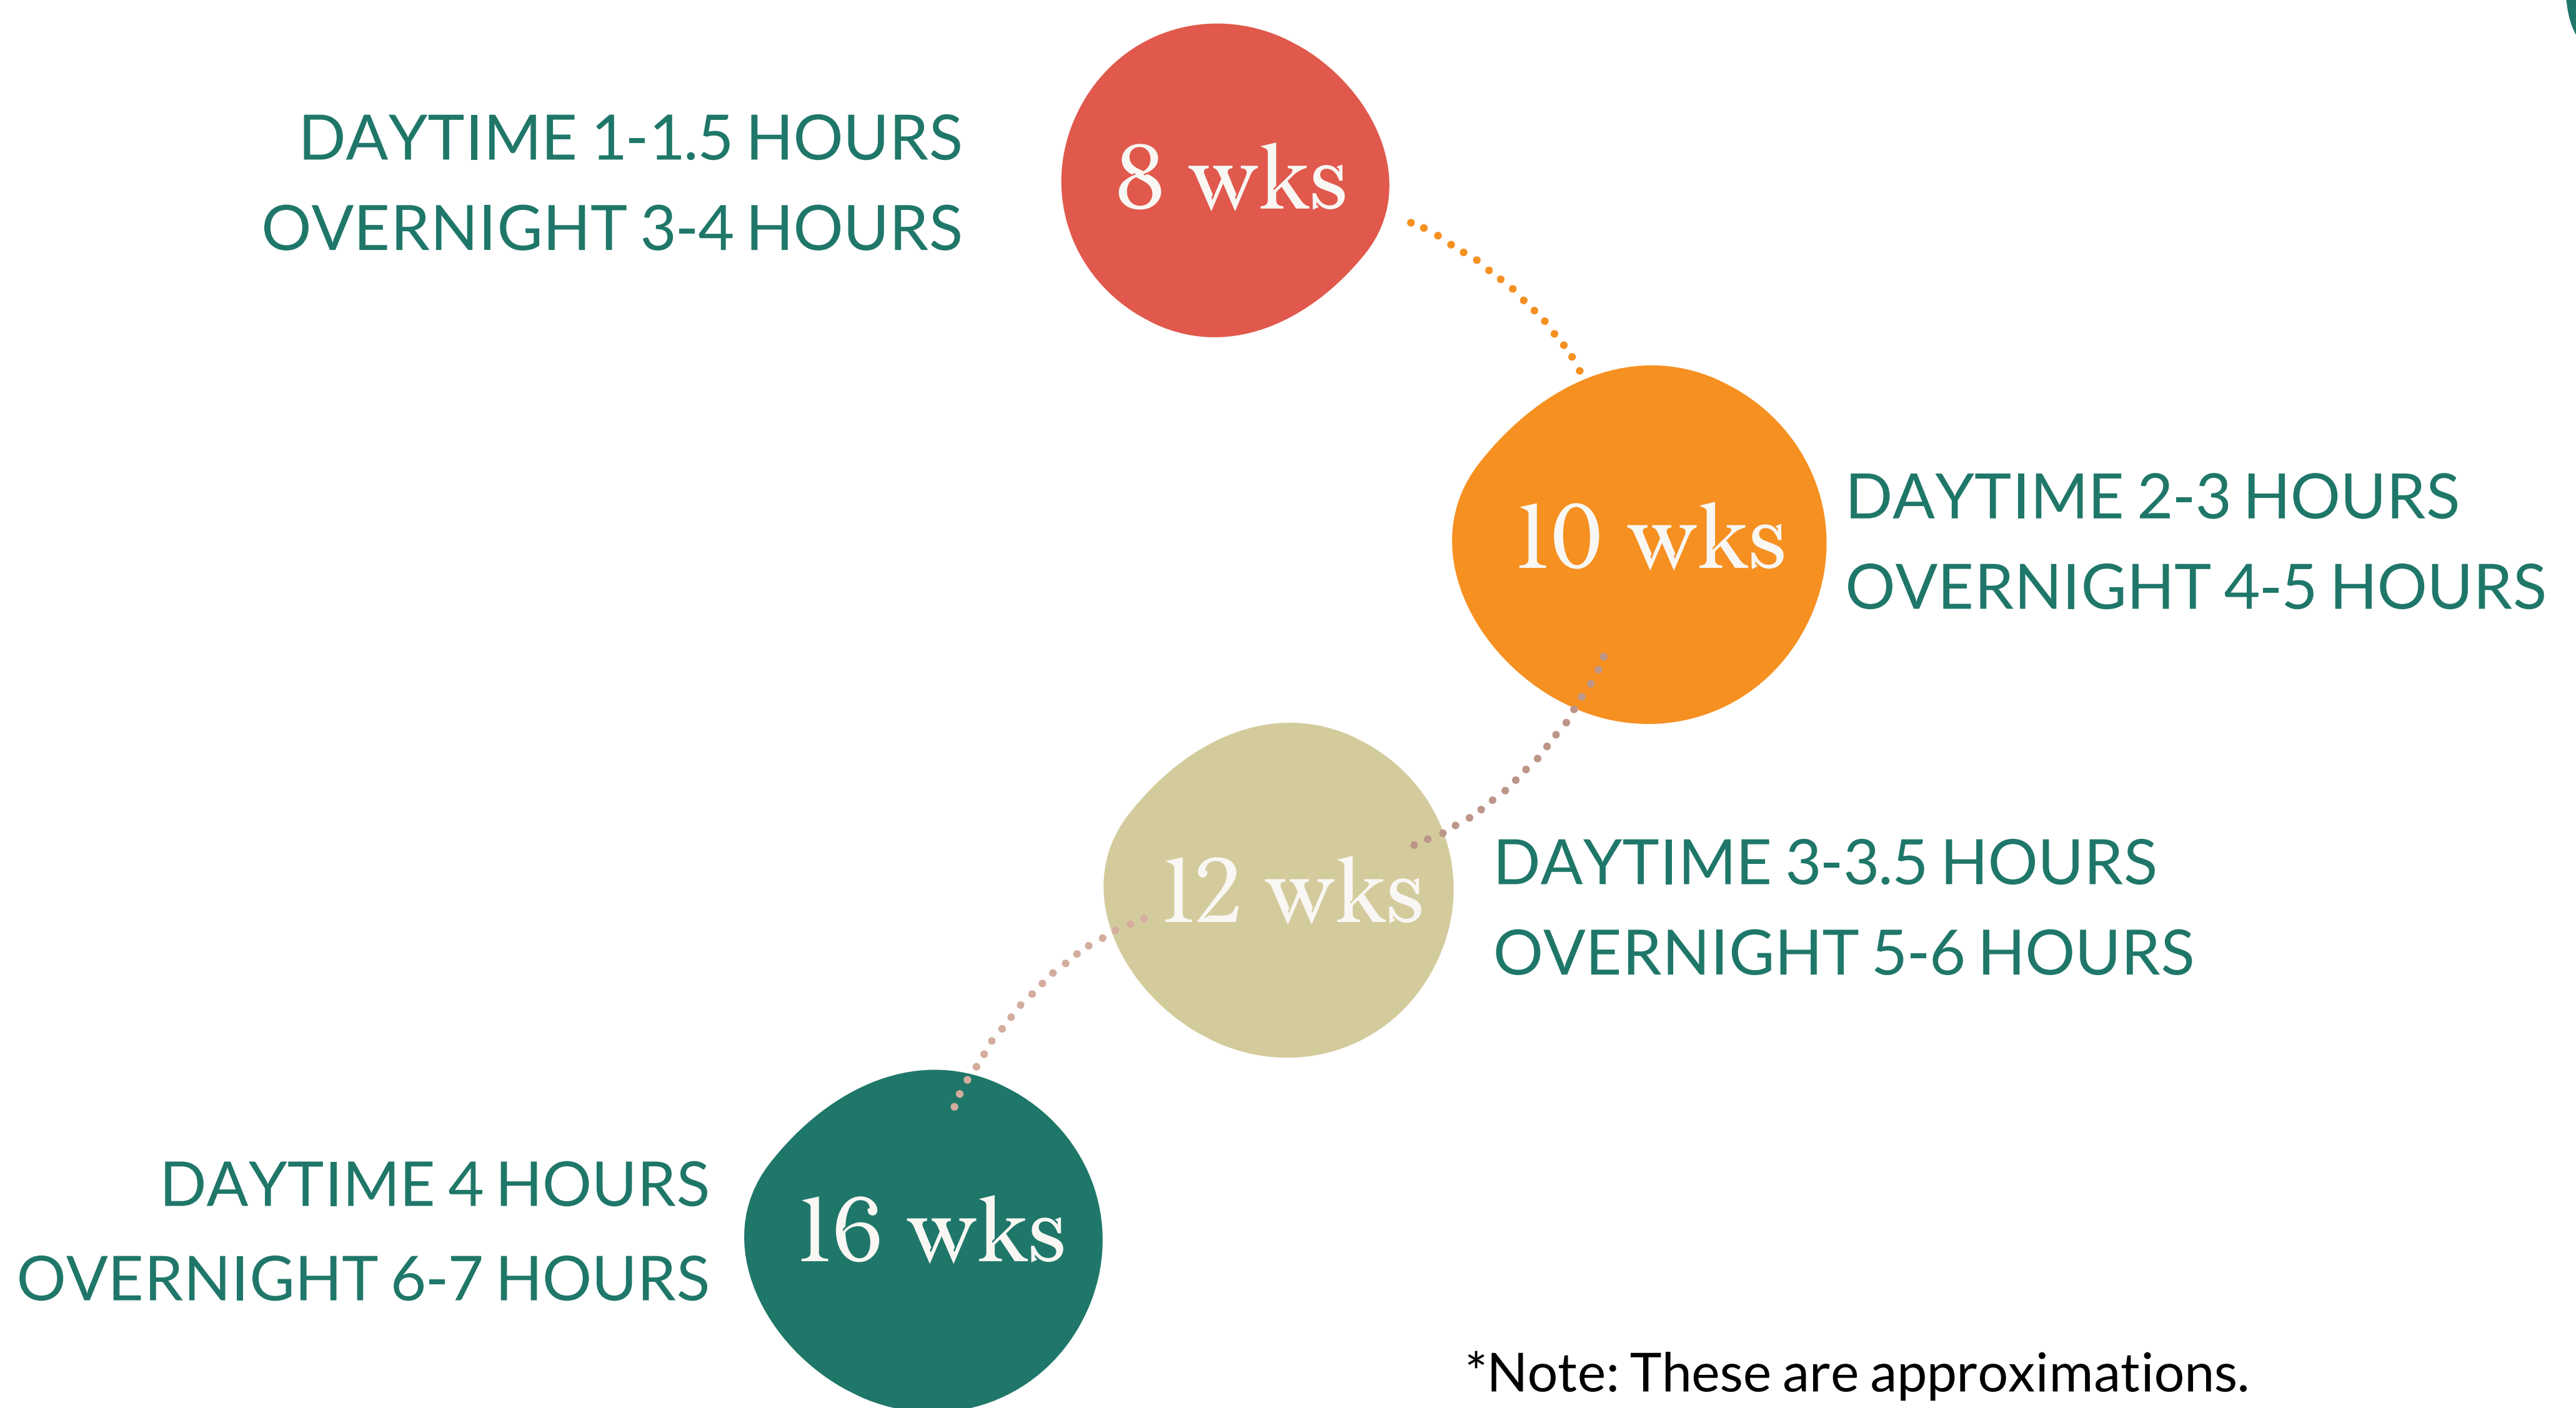 8 wks
DAYTIME 1-1.5 HOURS
OVERNIGHT 3-4 HOURS
10 wks
DAYTIME 2-3 HOURS
OVERNIGHT 4-5 HOURS
12 wks
DAYTIME 3-3.5 HOURS
OVERNIGHT 5-6 HOURS
16 wks
DAYTIME 4 HOURS
OVERNIGHT 6-7 HOURS
*Note: These are approximations.